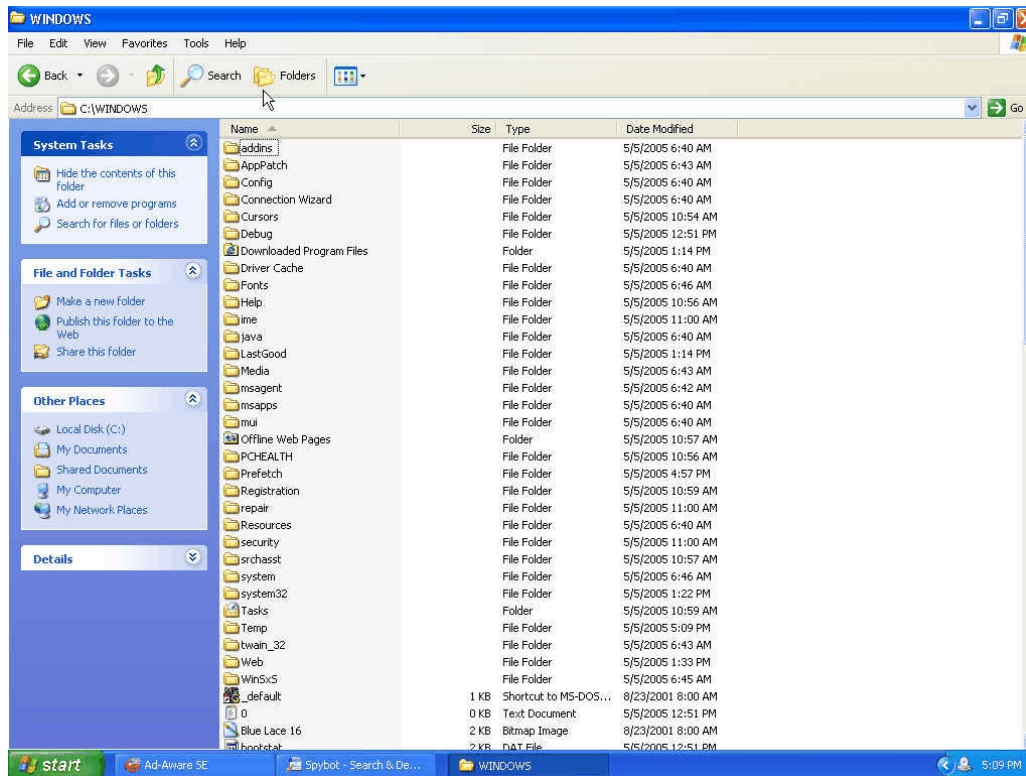 WINDOWS
File Edit View Favorites Tools Help
Back Search Folders
Address C:\WINDOWS Go
System Tasks
Hide the contents of this
folder
Add or remove programs
Search for files or folders
File and Folder Tasks
Make a new folder
Publish this folder to the
Web
Share this folder
Other Places
Local Disk (C:)
My Documents
Shared Documents
My Computer
My Network Places
Details
Name Size Type Date Modified
addins File Folder 5/5/2005 6:40 AM
AppPatch File Folder 5/5/2005 6:43 AM
Config File Folder 5/5/2005 6:40 AM
Connection Wizard File Folder 5/5/2005 6:40 AM
Cursors File Folder 5/5/2005 10:54 AM
Debug File Folder 5/5/2005 12:51 PM
Downloaded Program Files Folder 5/5/2005 1:14 PM
Driver Cache File Folder 5/5/2005 6:40 AM
Fonts File Folder 5/5/2005 6:46 AM
Help File Folder 5/5/2005 10:56 AM
ime File Folder 5/5/2005 11:00 AM
java File Folder 5/5/2005 6:40 AM
LastGood File Folder 5/5/2005 1:14 PM
Media File Folder 5/5/2005 6:43 AM
msagent File Folder 5/5/2005 6:42 AM
msapps File Folder 5/5/2005 6:40 AM
mui File Folder 5/5/2005 6:40 AM
Offline Web Pages Folder 5/5/2005 10:57 AM
PCHEALTH File Folder 5/5/2005 10:56 AM
Prefetch File Folder 5/5/2005 4:57 PM
Registration File Folder 5/5/2005 10:59 AM
repair File Folder 5/5/2005 11:00 AM
Resources File Folder 5/5/2005 6:40 AM
security File Folder 5/5/2005 11:00 AM
srchasst File Folder 5/5/2005 10:57 AM
system File Folder 5/5/2005 6:46 AM
system32 File Folder 5/5/2005 1:22 PM
Tasks Folder 5/5/2005 10:59 AM
Temp File Folder 5/5/2005 5:09 PM
twain_32 File Folder 5/5/2005 6:43 AM
Web File Folder 5/5/2005 1:33 PM
WinSxS File Folder 5/5/2005 6:45 AM
_default 1 KB Shortcut to MS-DOS... 8/23/2001 8:00 AM
0 0 KB Text Document 5/5/2005 12:51 PM
Blue Lace 16 2 KB Bitmap Image 8/23/2001 8:00 AM
bootstat 2 KB DAT File 5/5/2005 12:51 PM
start Ad-Aware SE Spybot - Search & De... WINDOWS 5:09 PM